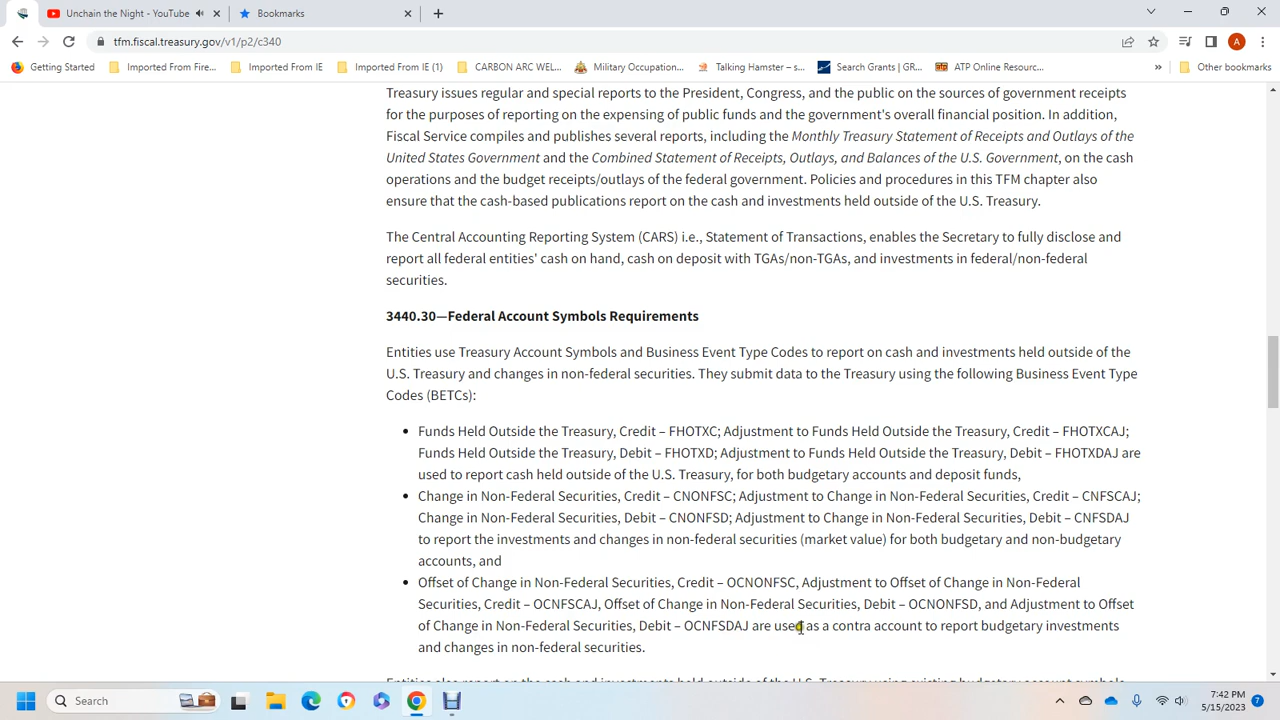 Unchain the Night - YouTube
Bookmarks
tfm.fiscal.treasury.gov/v1/p2/c340
A
Getting Started
Imported From Fire...
Imported From IE
Imported From IE (1)
CARBON ARC WEL...
Military Occupation...
Talking Hamster – s...
Search Grants | GR...
ATP Online Resourc...
»
Other bookmarks
Treasury issues regular and special reports to the President, Congress, and the public on the sources of government receipts
for the purposes of reporting on the expensing of public funds and the government's overall financial position. In addition,
Fiscal Service compiles and publishes several reports, including the Monthly Treasury Statement of Receipts and Outlays of the
United States Government and the Combined Statement of Receipts, Outlays, and Balances of the U.S. Government, on the cash
operations and the budget receipts/outlays of the federal government. Policies and procedures in this TFM chapter also
ensure that the cash-based publications report on the cash and investments held outside of the U.S. Treasury.
The Central Accounting Reporting System (CARS) i.e., Statement of Transactions, enables the Secretary to fully disclose and
report all federal entities' cash on hand, cash on deposit with TGAs/non-TGAs, and investments in federal/non-federal
securities.
3440.30—Federal Account Symbols Requirements
Entities use Treasury Account Symbols and Business Event Type Codes to report on cash and investments held outside of the
U.S. Treasury and changes in non-federal securities. They submit data to the Treasury using the following Business Event Type
Codes (BETCs):
• Funds Held Outside the Treasury, Credit – FHOTXC; Adjustment to Funds Held Outside the Treasury, Credit – FHOTXCAJ;
Funds Held Outside the Treasury, Debit – FHOTXD; Adjustment to Funds Held Outside the Treasury, Debit – FHOTXDAJ are
used to report cash held outside of the U.S. Treasury, for both budgetary accounts and deposit funds,
• Change in Non-Federal Securities, Credit – CNONFSC; Adjustment to Change in Non-Federal Securities, Credit – CNFSCAJ;
Change in Non-Federal Securities, Debit – CNONFSD; Adjustment to Change in Non-Federal Securities, Debit – CNFSDAJ
to report the investments and changes in non-federal securities (market value) for both budgetary and non-budgetary
accounts, and
• Offset of Change in Non-Federal Securities, Credit – OCNONFSC, Adjustment to Offset of Change in Non-Federal
Securities, Credit – OCNFSCAJ, Offset of Change in Non-Federal Securities, Debit – OCNONFSD, and Adjustment to Offset
of Change in Non-Federal Securities, Debit – OCNFSDAJ are used as a contra account to report budgetary investments
and changes in non-federal securities.
Entities also report on the cash and investments held outside of the U.S. Treasury using existing budgetary account symbols
Search
7:42 PM
5/15/2023
7